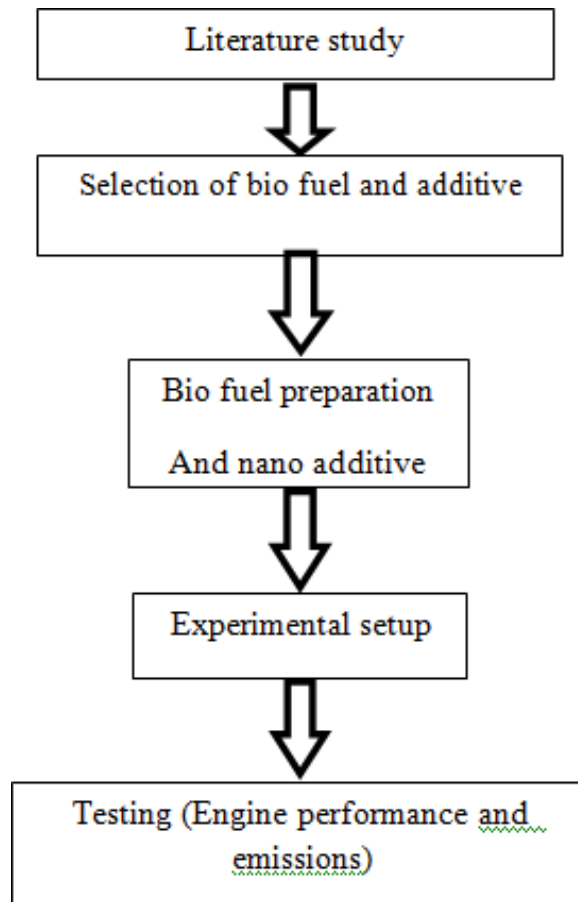 Literature study
Selection of bio fuel and additive
Bio fuel preparation
And nano additive
Experimental setup
Testing (Engine performance and
emissions)